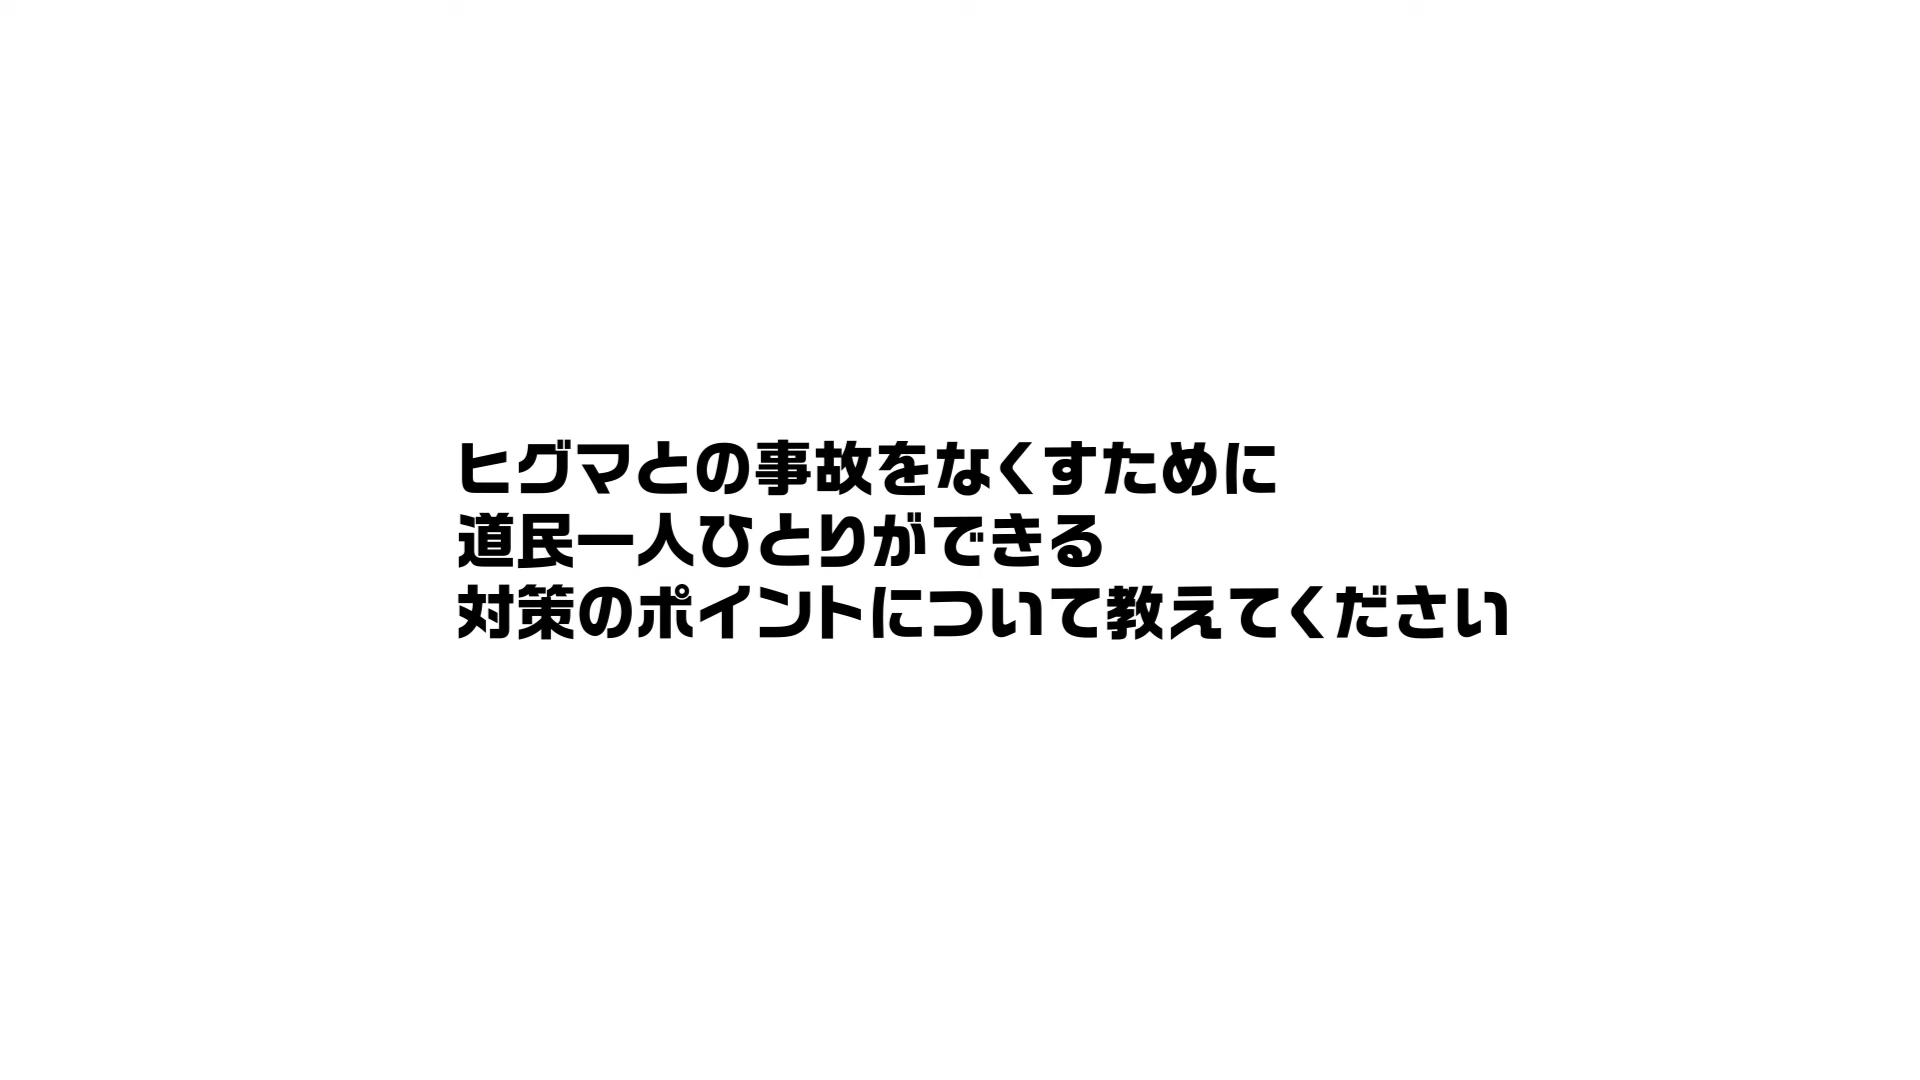 ヒグマとの事故をなくすために
道民一人ひとりができる
対策のポイントについて教えてください